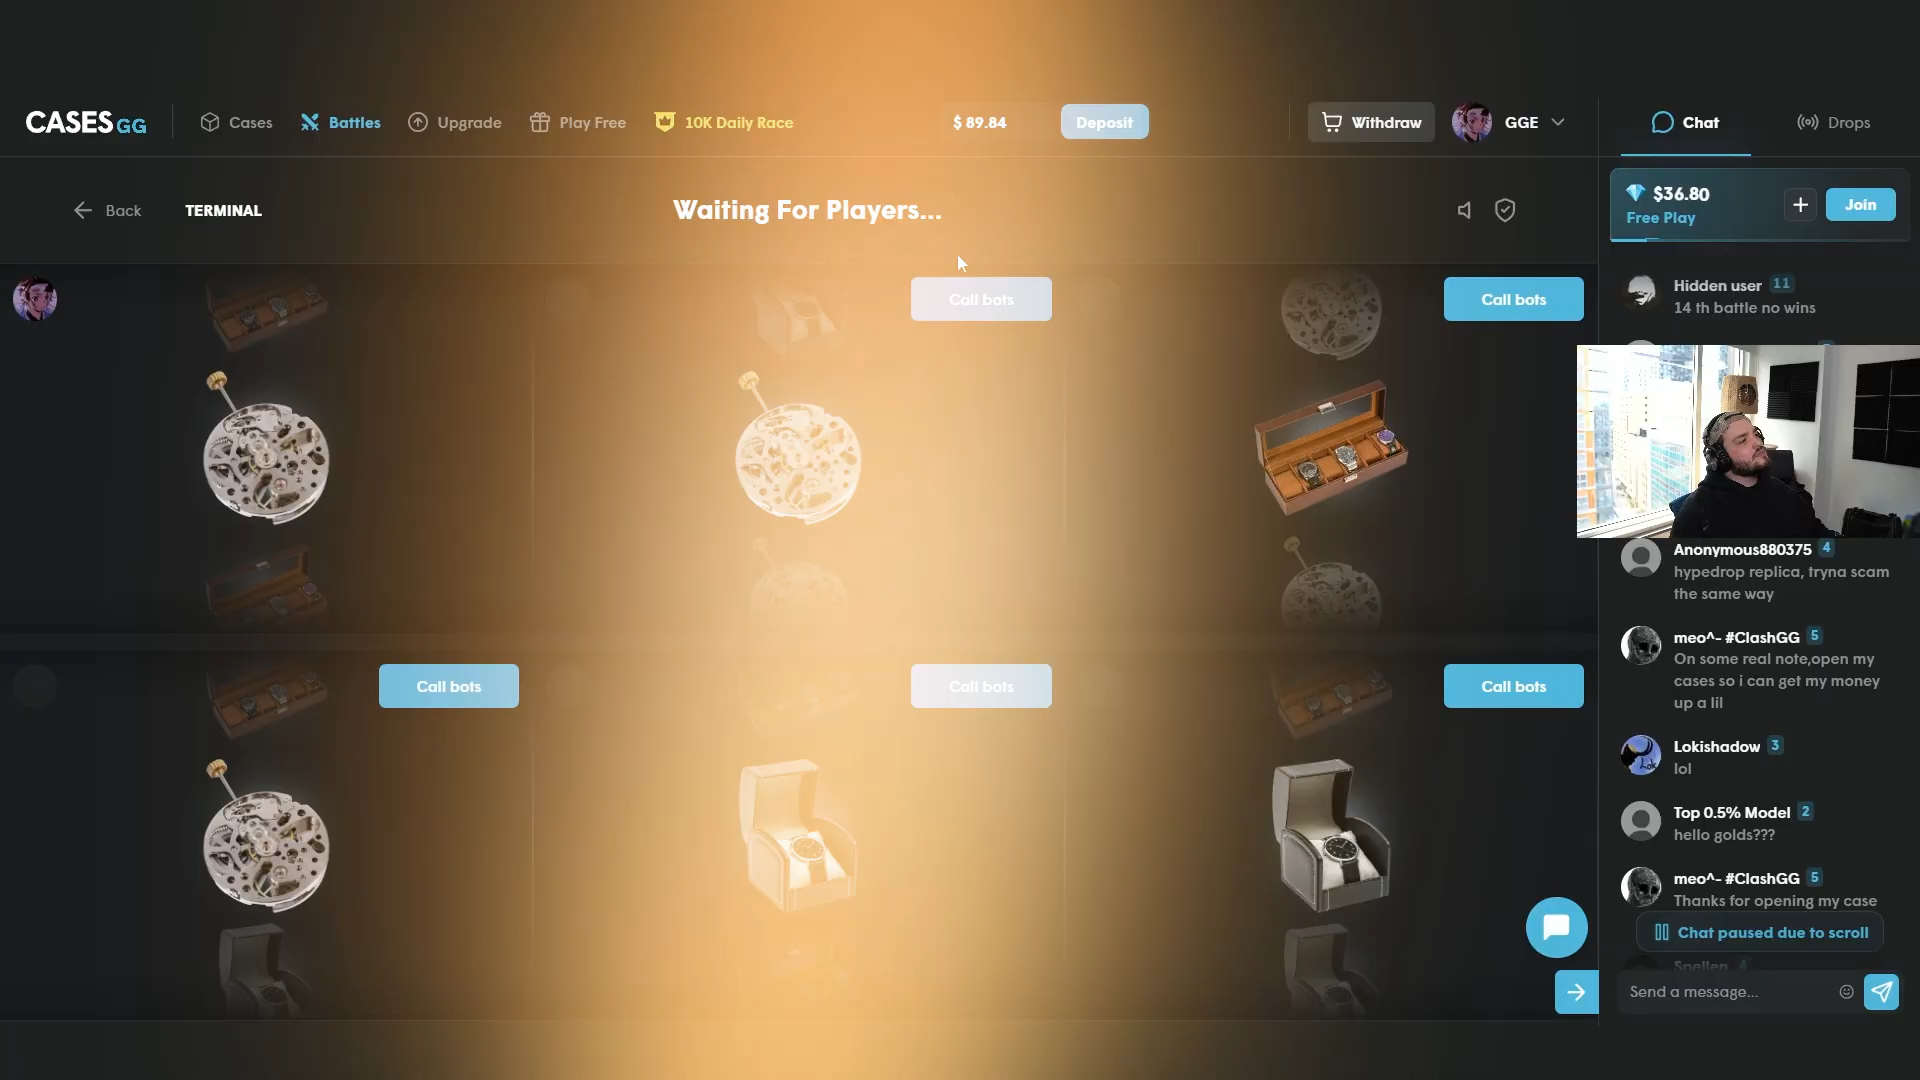 CASES GG
Cases
Battles
Upgrade
Play Free
10K Daily Race
$ 89.84
Deposit
Withdraw
GGE
Chat
Drops
Back
TERMINAL
Waiting For Players...
$36.80
Free Play
+
Join
Call bots
Call bots
Call bots
Call bots
Call bots
Hidden user 11
14 th battle no wins
Anonymous880375 4
hypedrop replica, tryna scam
the same way
meo^- #ClashGG 5
On some real note,open my
cases so i can get my money
up a lil
Lokishadow 3
lol
Top 0.5% Model 2
hello golds???
meo^- #ClashGG 5
Thanks for opening my case
Chat paused due to scroll
Spellen 4
Send a message...